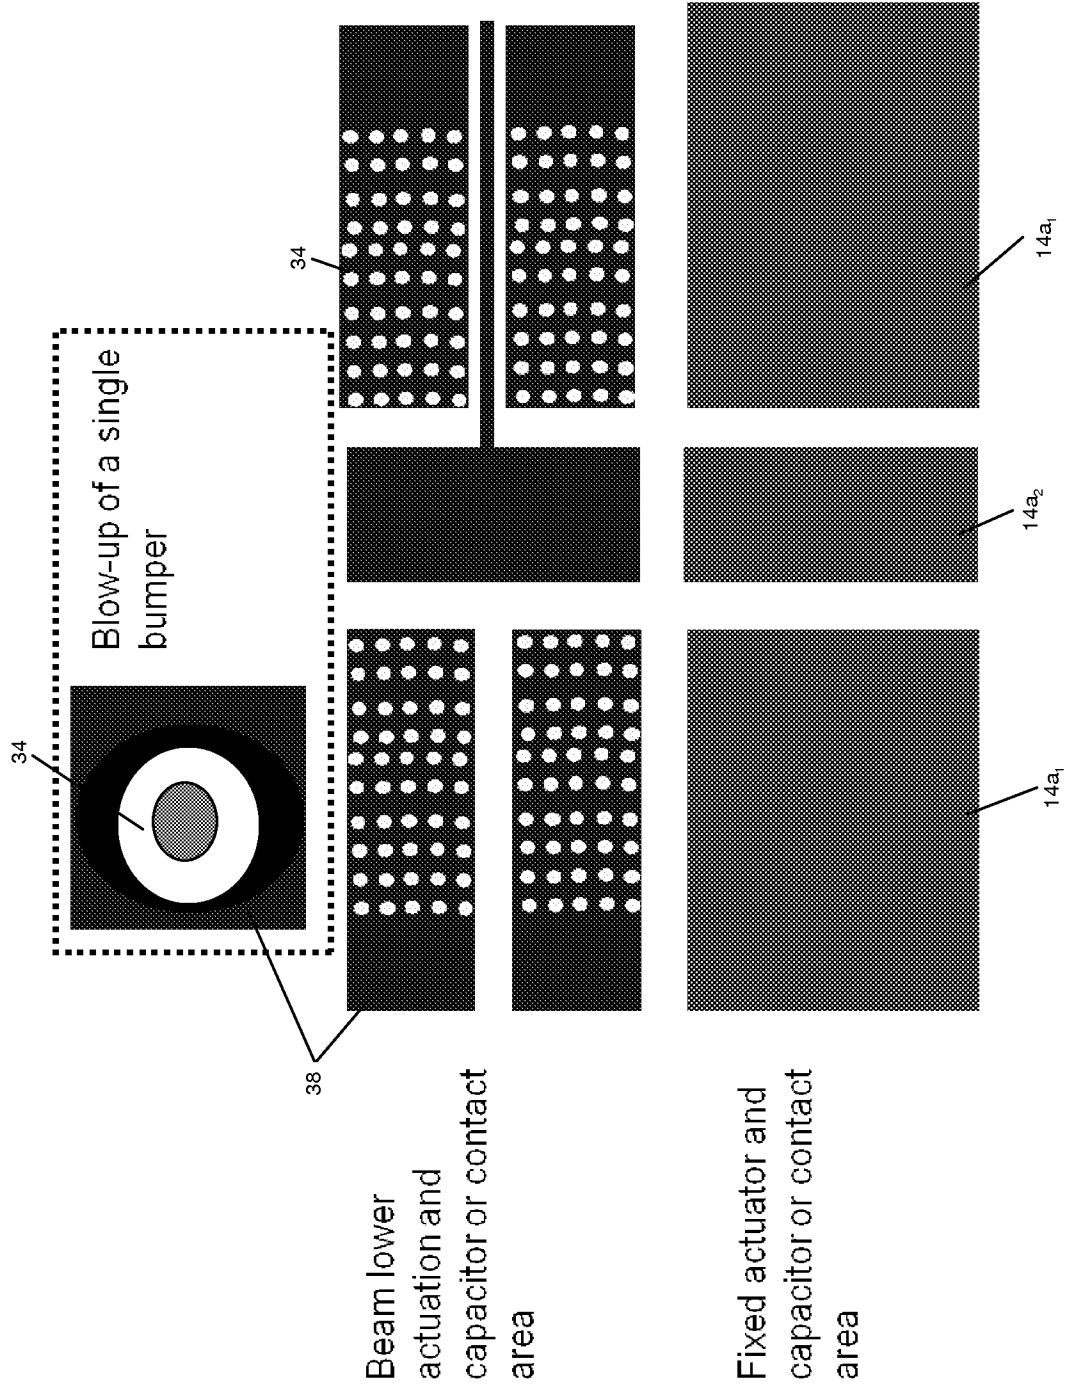 34
Blow-up of a single
bumper
34
38
Beam lower
actuation and
capacitor or contact
area
14a₁
14a₂
14a₁
Fixed actuator and
capacitor or contact
area